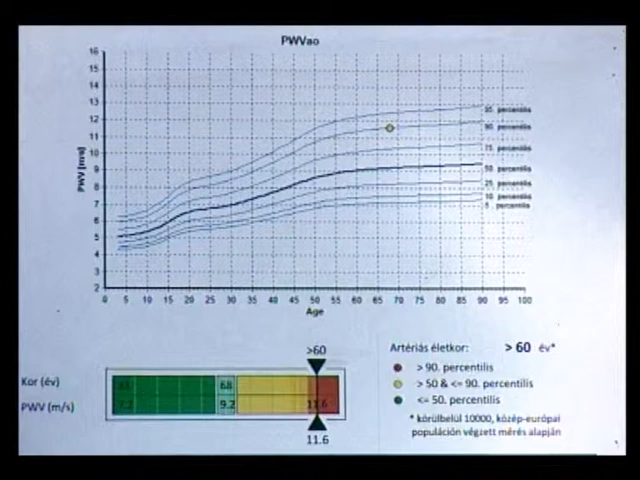 PWVao
16
15
14
13
12
11
10
9
8
7
6
5
4
3
2
PWV [m/s]
95. percentilis
90. percentilis
75. percentilis
50. percentilis
25. percentilis
10. percentilis
5. percentilis
0 5 10 15 20 25 30 35 40 45 50 55 60 65 70 75 80 85 90 95 100
Age
>60
Kor (év)
68
PWV (m/s)
7.2 9.2 11.6
11.6
Artériás életkor: > 60 év*
> 90. percentilis
> 50 & <= 90. percentilis
<= 50. percentilis
* körülbelül 10000, közép-európai
populáción végzett mérés alapján